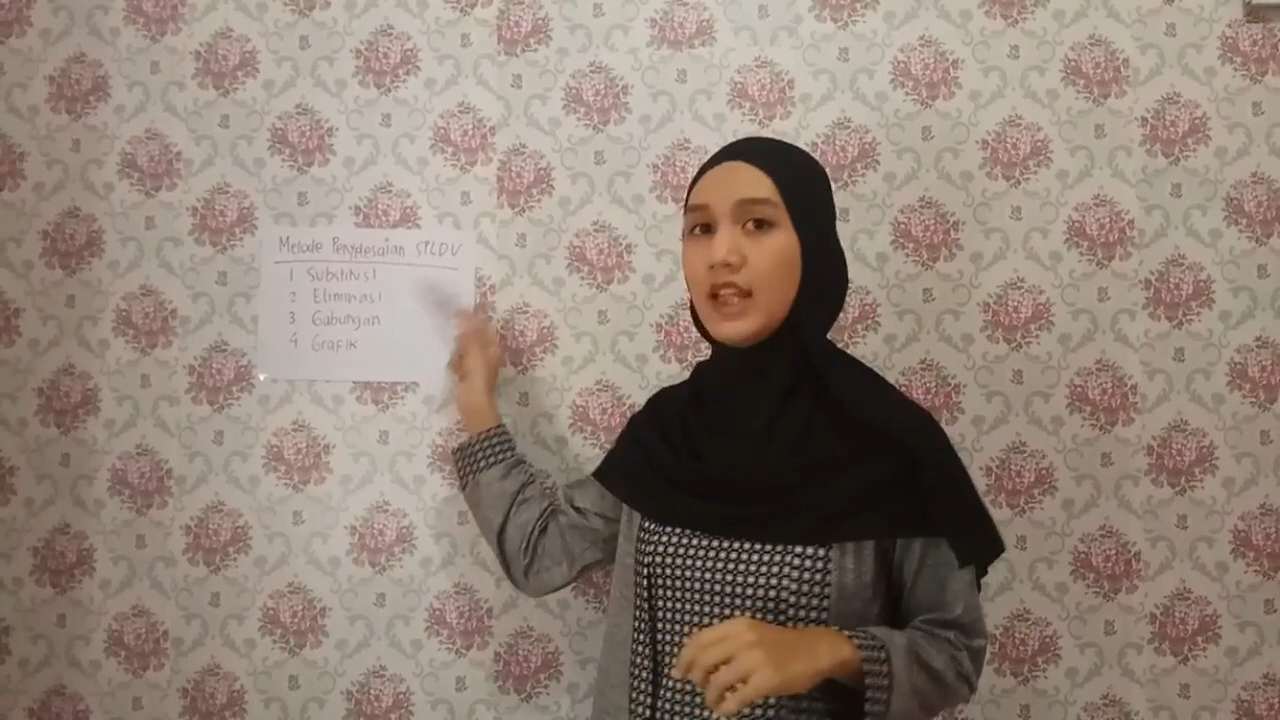 Metode Penyelesaian SPLDV
1 Substitusi
2 Eliminasi
3 Gabungan
4 Grafik